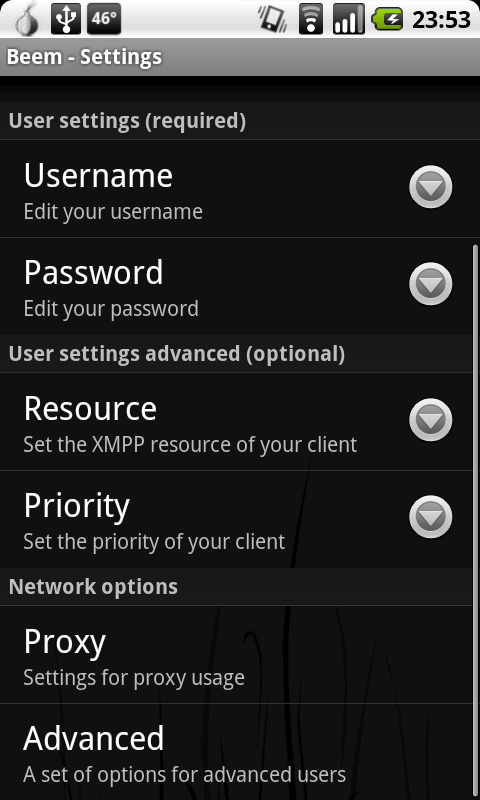 46°
23:53
Beem - Settings
User settings (required)
Username
Edit your username
Password
Edit your password
User settings advanced (optional)
Resource
Set the XMPP resource of your client
Priority
Set the priority of your client
Network options
Proxy
Settings for proxy usage
Advanced
A set of options for advanced users